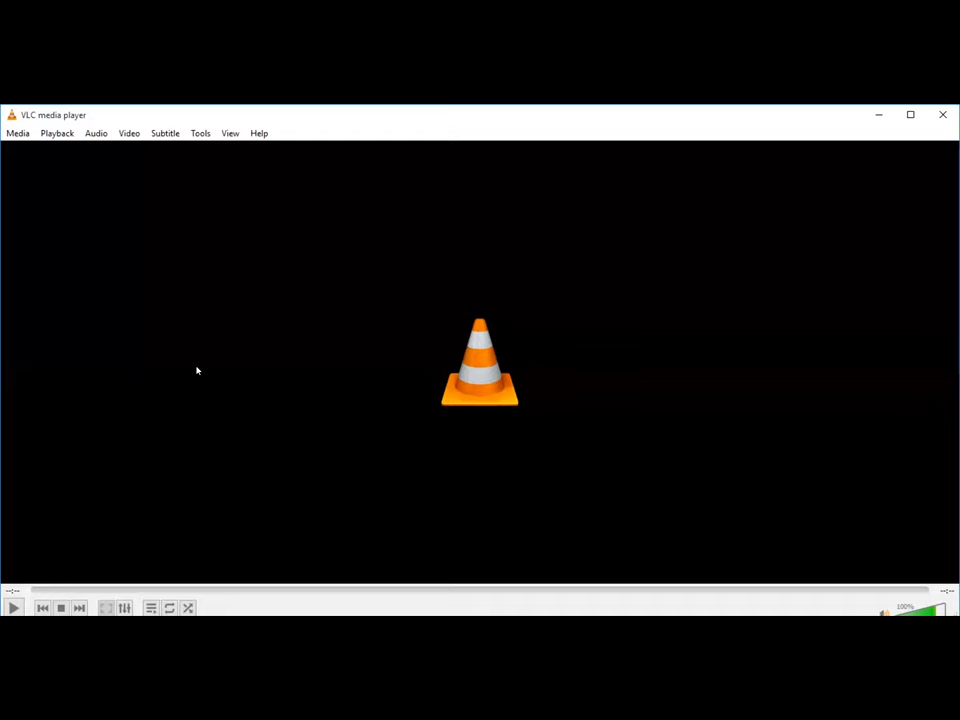 VLC media player
Media Playback Audio Video Subtitle Tools View Help
--:-- --:--
100%